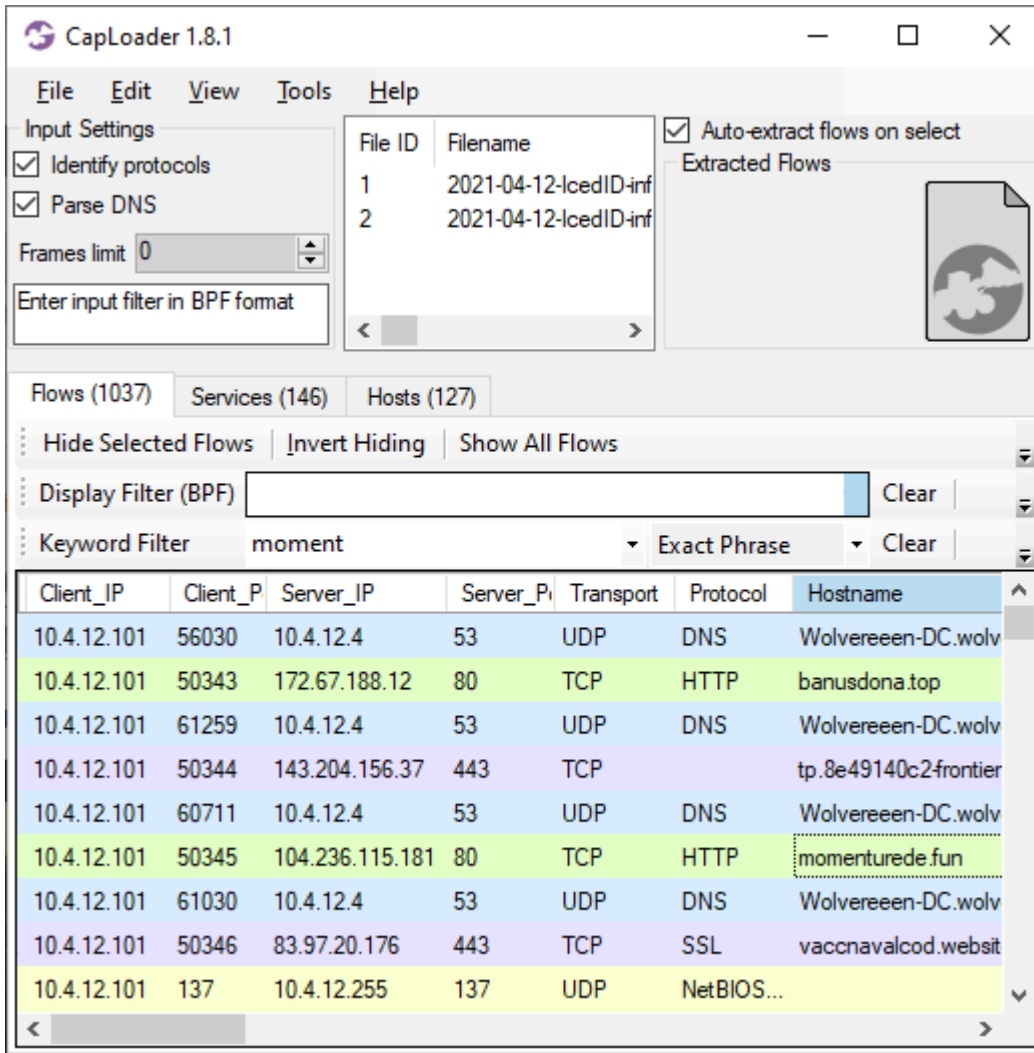 CapLoader 1.8.1
File Edit View Tools Help
Input Settings
Identify protocols
Parse DNS
Frames limit 0
Enter input filter in BPF format
File ID Filename
1 2021-04-12-IcedID-inf
2 2021-04-12-IcedID-inf
Auto-extract flows on select
Extracted Flows
Flows (1037) Services (146) Hosts (127)
Hide Selected Flows Invert Hiding Show All Flows
Display Filter (BPF) Clear
Keyword Filter moment Exact Phrase Clear
Client_IP Client_P Server_IP Server_P Transport Protocol Hostname
10.4.12.101 56030 10.4.12.4 53 UDP DNS Wolvereeen-DC.wolv
10.4.12.101 50343 172.67.188.12 80 TCP HTTP banusdona.top
10.4.12.101 61259 10.4.12.4 53 UDP DNS Wolvereeen-DC.wolv
10.4.12.101 50344 143.204.156.37 443 TCP tp.8e49140c2-frontier
10.4.12.101 60711 10.4.12.4 53 UDP DNS Wolvereeen-DC.wolv
10.4.12.101 50345 104.236.115.181 80 TCP HTTP momenturede.fun
10.4.12.101 61030 10.4.12.4 53 UDP DNS Wolvereeen-DC.wolv
10.4.12.101 50346 83.97.20.176 443 TCP SSL vaccnavalcod.websit
10.4.12.101 137 10.4.12.255 137 UDP NetBIOS...